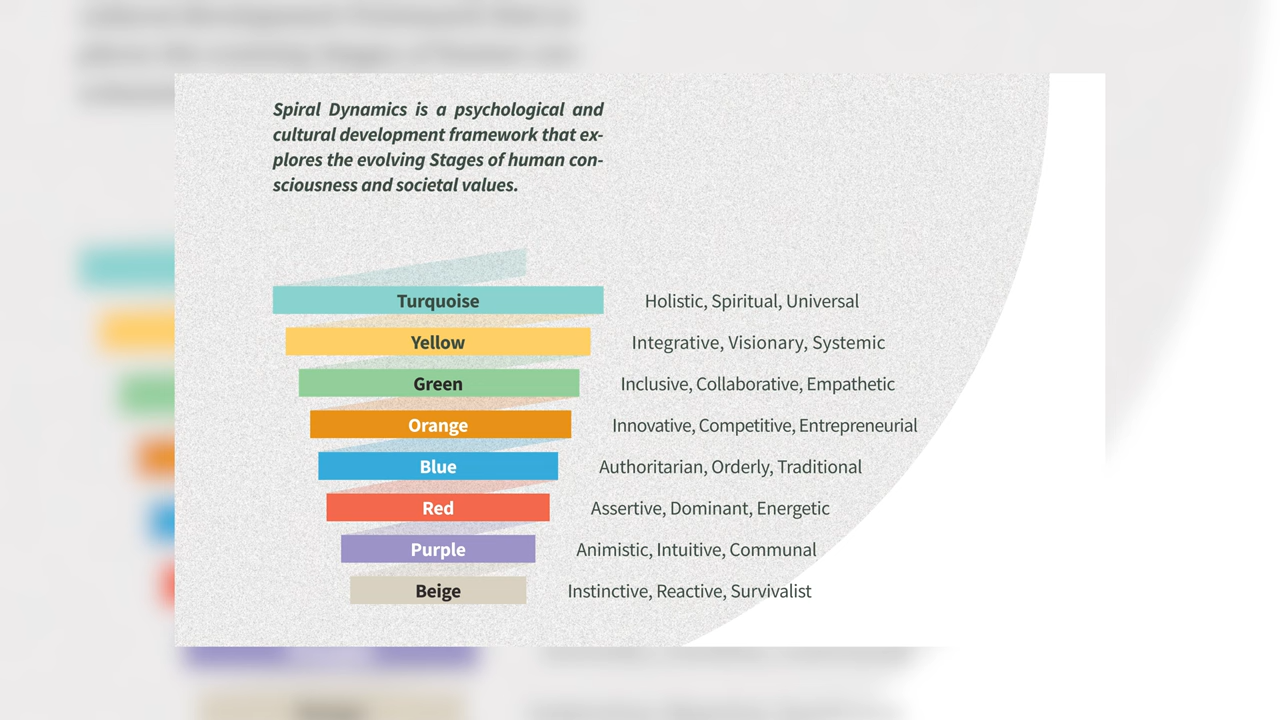 Spiral Dynamics is a psychological and
cultural development framework that ex-
plores the evolving Stages of human con-
sciousness and societal values.
Turquoise Holistic, Spiritual, Universal
Yellow Integrative, Visionary, Systemic
Green Inclusive, Collaborative, Empathetic
Orange Innovative, Competitive, Entrepreneurial
Blue Authoritarian, Orderly, Traditional
Red Assertive, Dominant, Energetic
Purple Animistic, Intuitive, Communal
Beige Instinctive, Reactive, Survivalist